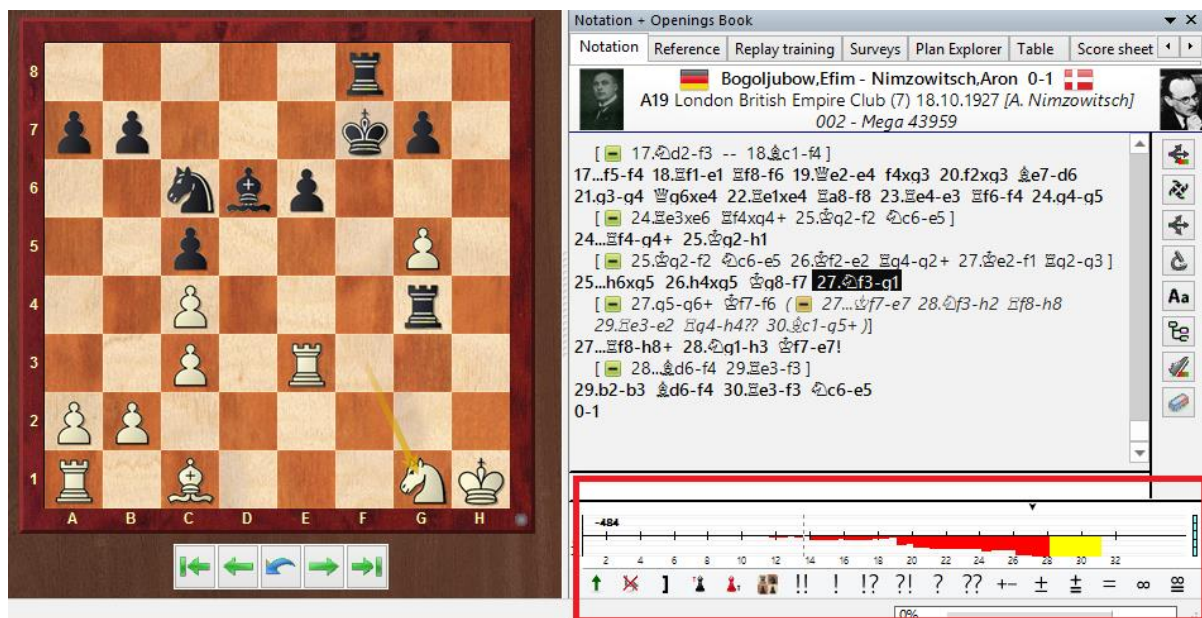 Notation + Openings Book
Notation Reference Replay training Surveys Plan Explorer Table Score sheet
Bogoljubow,Efim - Nimzowitsch,Aron 0-1
A19 London British Empire Club (7) 18.10.1927 [A. Nimzowitsch]
002 - Mega 43959
[ 17.♘d2-f3 -- 18.♗c1-f4 ]
17...f5-f4 18.♖f1-e1 ♖f8-f6 19.♕e2-e4 f4xg3 20.f2xg3 ♗e7-d6
21.g3-g4 ♕g6xe4 22.♖e1xe4 ♖a8-f8 23.♖e4-e3 ♖f6-f4 24.g4-g5
[ 24.♖e3xe6 ♖f4xg4+ 25.♔g2-f2 ♘c6-e5 ]
24...♖f4-g4+ 25.♔g2-h1
[ 25.♔g2-f2 ♘c6-e5 26.♔f2-e2 ♖g4-g2+ 27.♔e2-f1 ♖g2-g3 ]
25...h6xg5 26.h4xg5 ♔g8-f7 27.♘f3-g1
[ 27.g5-g6+ ♔f7-f6 ( 27...♔f7-e7 28.♘f3-h2 ♖f8-h8
29.♖e3-e2 ♖g4-h4?? 30.♗c1-g5+ )]
27...♖f8-h8+ 28.♘g1-h3 ♔f7-e7!
[ 28...♗d6-f4 29.♖e3-f3 ]
29.b2-b3 ♗d6-f4 30.♖e3-f3 ♘c6-e5
0-1
8
7
6
5
4
3
2
1
A B C D E F G H
Aa
-484
2 4 6 8 10 12 14 16 18 20 22 24 26 28 30 32
] !! ! !? ?! ? ?? +- ± ⩲ = ∞ ≅
0%